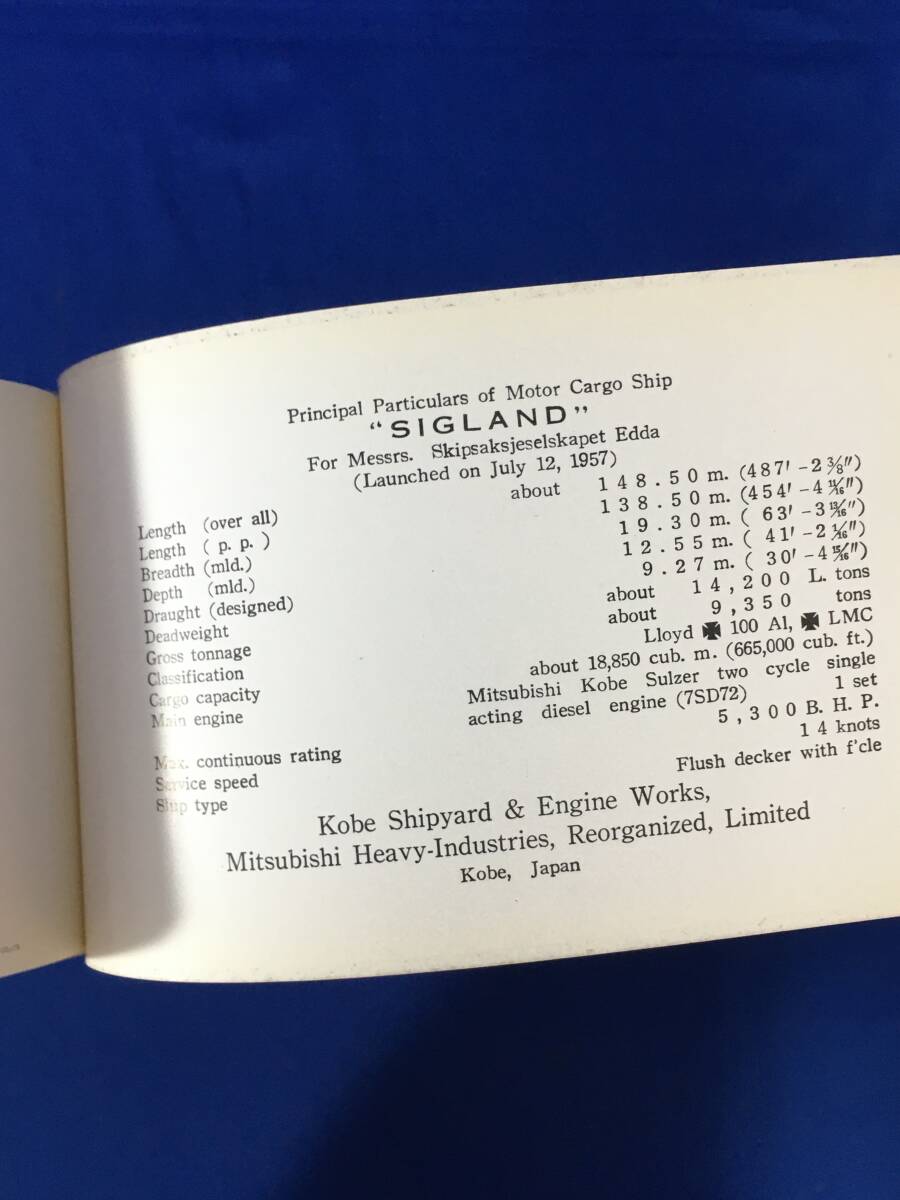 Principal Particulars of Motor Cargo Ship
"SIGLAND"
For Messrs. Skipsaksjeselskapet Edda
(Launched on July 12, 1957)
Length (over all) about 148.50 m. (487′-2 3/8″)
Length ( p. p. ) 138.50 m. (454′-4 11/16″)
Breadth (mld.) 19.30 m. ( 63′-3 13/16″)
Depth (mld.) 12.55 m. ( 41′-2 1/16″)
Draught (designed) 9.27 m. ( 30′-4 15/16″)
Deadweight about 14,200 L. tons
Gross tonnage about 9,350 tons
Classification Lloyd ✠ 100 A1, ✠ LMC
Cargo capacity about 18,850 cub. m. (665,000 cub. ft.)
Main engine Mitsubishi Kobe Sulzer two cycle single
acting diesel engine (7SD72) 1 set
Max. continuous rating 5,300 B. H. P.
Service speed 14 knots
Ship type Flush decker with f'cle
Kobe Shipyard & Engine Works,
Mitsubishi Heavy-Industries, Reorganized, Limited
Kobe, Japan